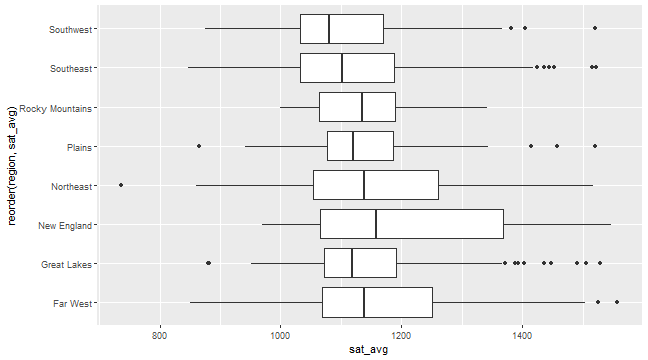 Southwest
Southeast
Rocky Mountains
Plains
Northeast
New England
Great Lakes
Far West
reorder(region, sat_avg)
800 1000 1200 1400
sat_avg